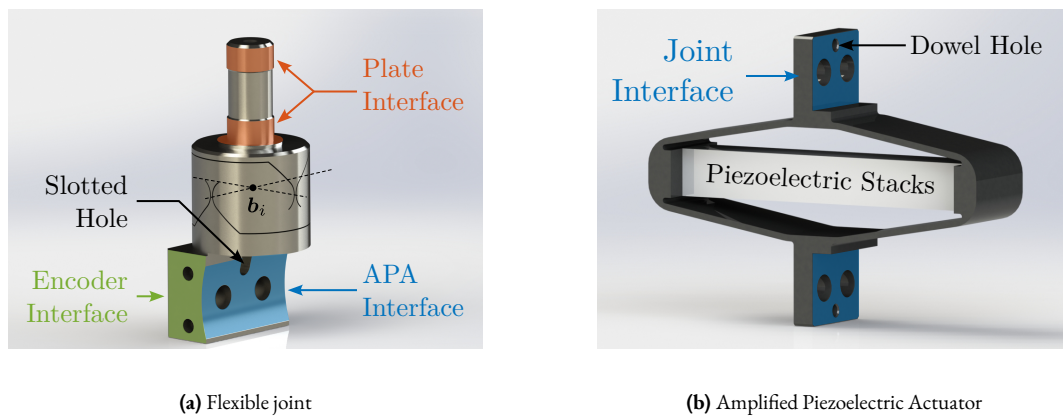 Plate
Interface
Slotted
Hole
b_i
Encoder
Interface
APA
Interface
(a) Flexible joint
Joint
Interface
Dowel Hole
Piezoelectric Stacks
(b) Amplified Piezoelectric Actuator